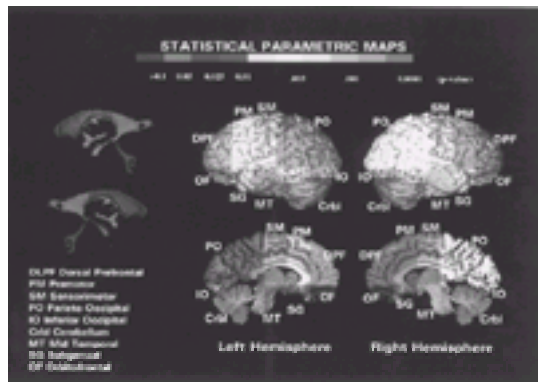 STATISTICAL PARAMETRIC MAPS
PM SM PO
DPF
OF SG MT Crbl IO
PO SM PM
DPF
IO Crbl MT SG OF
PO PM SM
DPF
IO Crbl MT SG OF
PM SM PO
DPF
OF SG MT Crbl IO
DLPF Dorsal Prefrontal
PM Premotor
SM Sensorimotor
PO Parieto Occipital
IO Inferior Occipital
Crbl Cerebellum
MT Mid Temporal
SG Subgenual
OF Orbitofrontal
Left Hemisphere Right Hemisphere